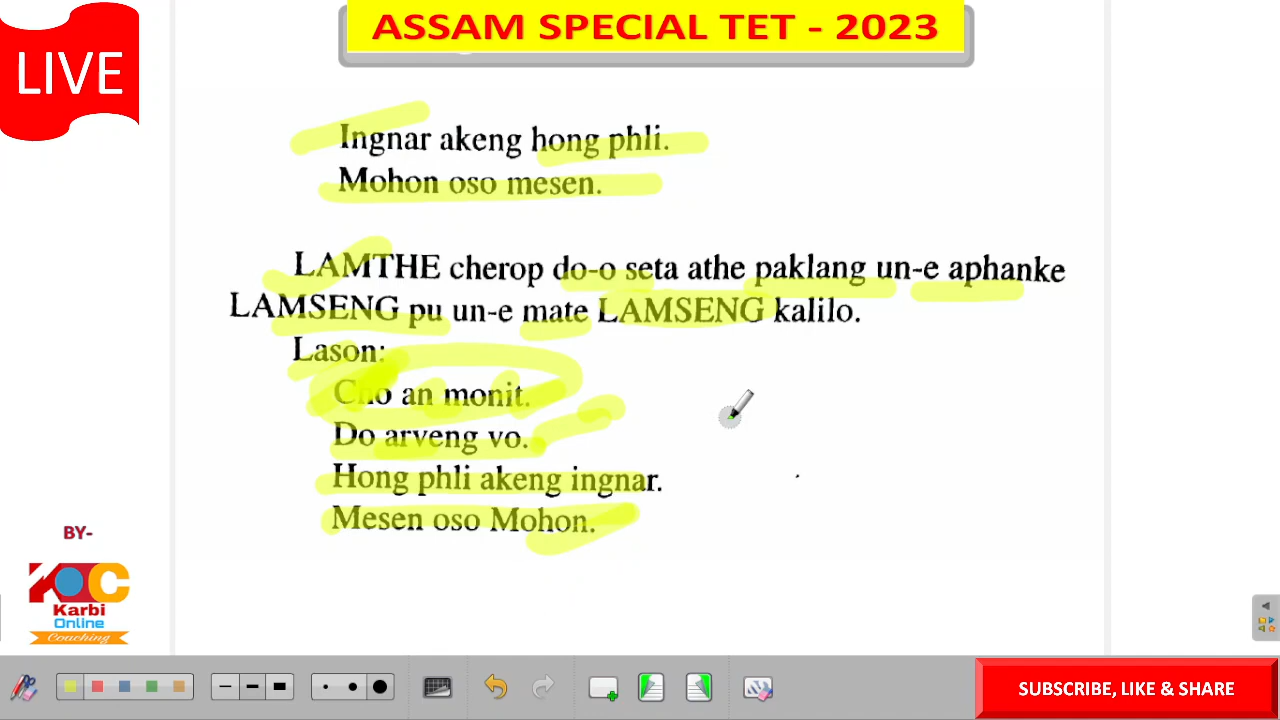 ASSAM SPECIAL TET - 2023
LIVE
Ingnar akeng hong phli.
Mohon oso mesen.
LAMTHE cherop do-o seta athe paklang un-e aphanke
LAMSENG pu un-e mate LAMSENG kalilo.
Lason:
Cho an monit.
Do arveng vo.
Hong phli akeng ingnar.
Mesen oso Mohon.
BY-
KOC
Karbi
Online
Coaching
SUBSCRIBE, LIKE & SHARE